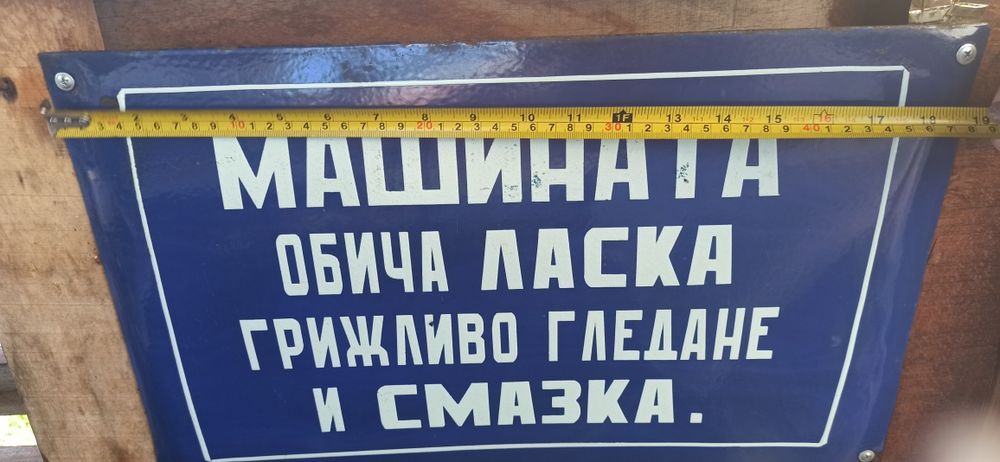 МАШИНАТА
ОБИЧА ЛАСКА
ГРИЖЛИВО ГЛЕДАНЕ
И СМАЗКА.